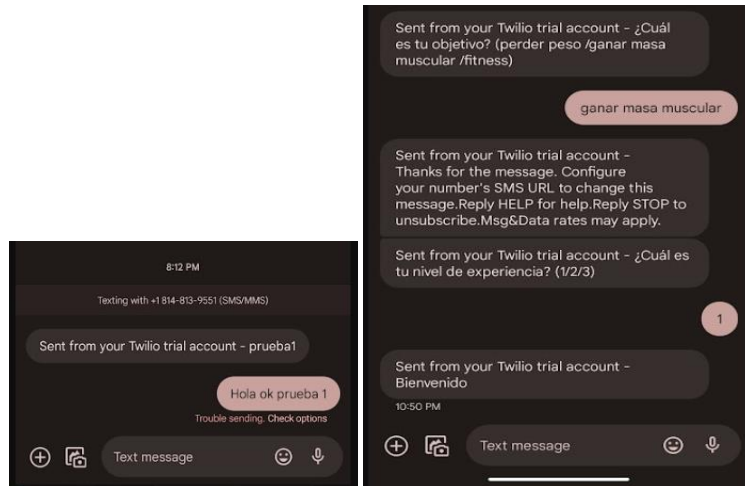 8:12 PM
Texting with +1 814-813-9551 (SMS/MMS)
Sent from your Twilio trial account - prueba1
Hola ok prueba 1
Trouble sending. Check options
Text message
Sent from your Twilio trial account - ¿Cuál
es tu objetivo? (perder peso /ganar masa
muscular /fitness)
ganar masa muscular
Sent from your Twilio trial account -
Thanks for the message. Configure
your number's SMS URL to change this
message.Reply HELP for help.Reply STOP to
unsubscribe.Msg&Data rates may apply.
Sent from your Twilio trial account - ¿Cuál es
tu nivel de experiencia? (1/2/3)
1
Sent from your Twilio trial account -
Bienvenido
10:50 PM
Text message